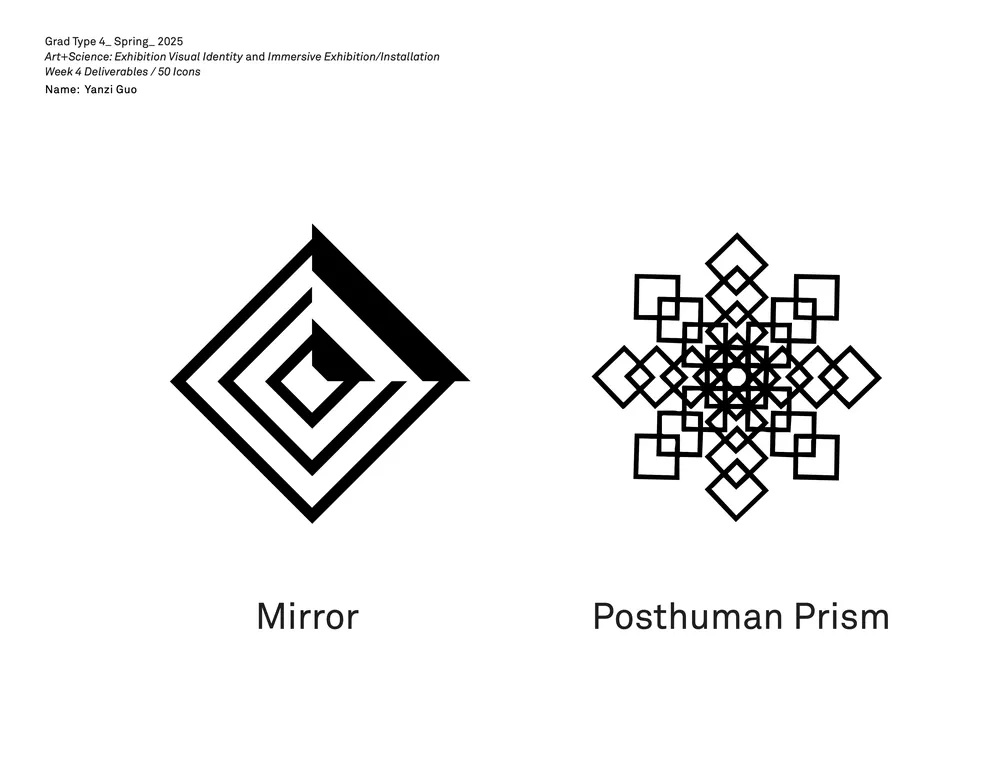 Grad Type 4_ Spring_ 2025
Art+Science: Exhibition Visual Identity and Immersive Exhibition/Installation
Week 4 Deliverables / 50 Icons
Name: Yanzi Guo
Mirror
Posthuman Prism